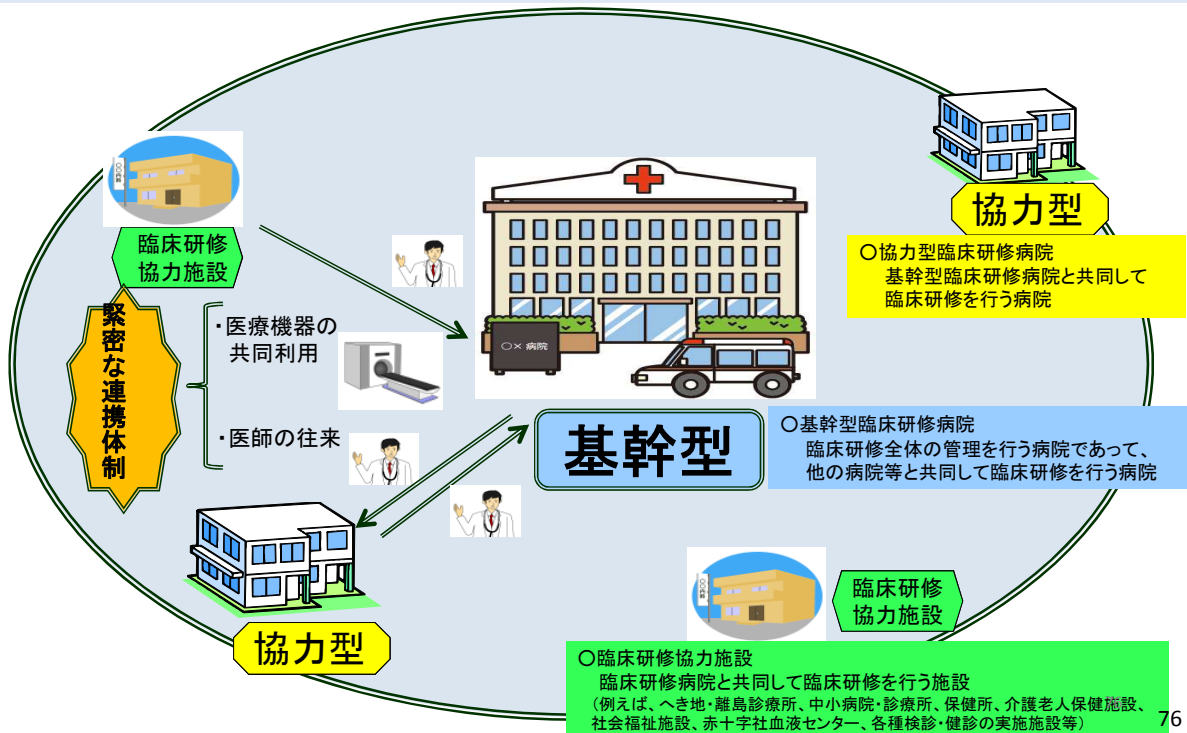 協力型
〇協力型臨床研修病院
基幹型臨床研修病院と共同して
臨床研修を行う病院
臨床研修
協力施設
緊密な連携体制
・医療機器の
共同利用
・医師の往来
〇× 病院
基幹型
〇基幹型臨床研修病院
臨床研修全体の管理を行う病院であって、
他の病院等と共同して臨床研修を行う病院
協力型
臨床研修
協力施設
〇臨床研修協力施設
臨床研修病院と共同して臨床研修を行う施設
(例えば、へき地・離島診療所、中小病院・診療所、保健所、介護老人保健施設、
社会福祉施設、赤十字社血液センター、各種検診・健診の実施施設等)
76